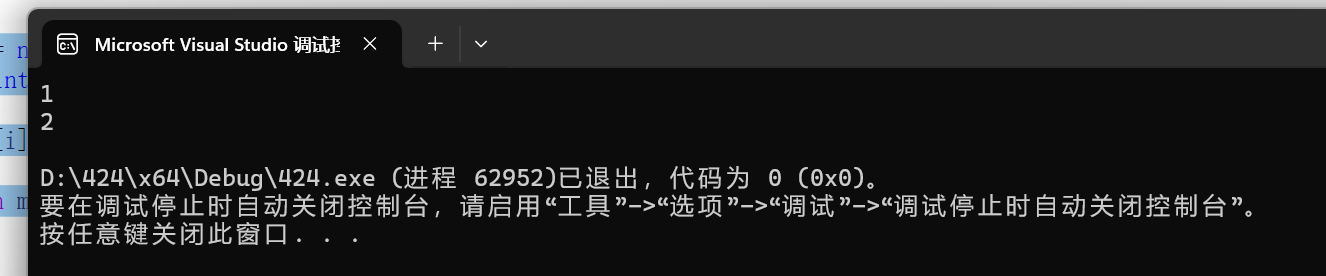 Microsoft Visual Studio 调试控
1
2
D:\424\x64\Debug\424.exe (进程 62952)已退出，代码为 0 (0x0)。
要在调试停止时自动关闭控制台，请启用“工具”->“选项”->“调试”->“调试停止时自动关闭控制台”。
按任意键关闭此窗口. . .
int
[i]